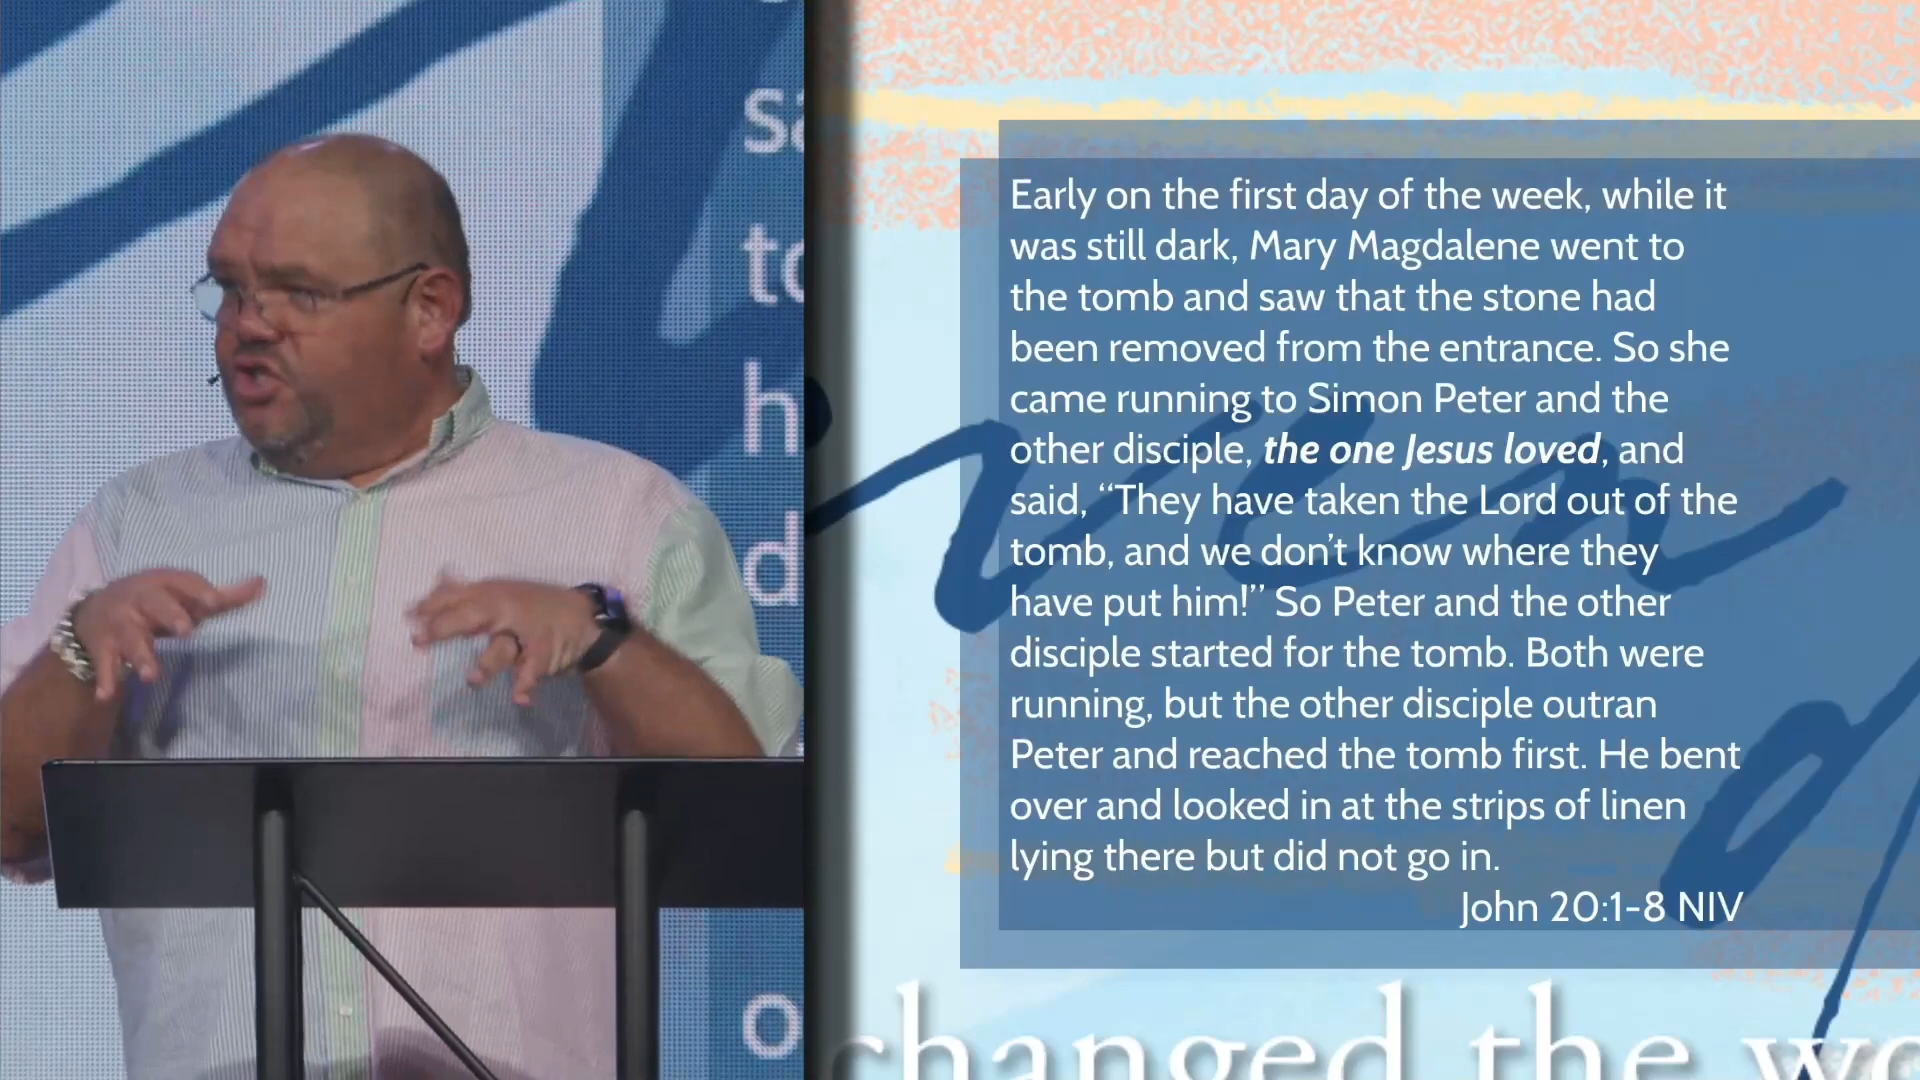 Early on the first day of the week, while it
was still dark, Mary Magdalene went to
the tomb and saw that the stone had
been removed from the entrance. So she
came running to Simon Peter and the
other disciple, the one Jesus loved, and
said, “They have taken the Lord out of the
tomb, and we don’t know where they
have put him!” So Peter and the other
disciple started for the tomb. Both were
running, but the other disciple outran
Peter and reached the tomb first. He bent
over and looked in at the strips of linen
lying there but did not go in.
John 20:1-8 NIV
changed the